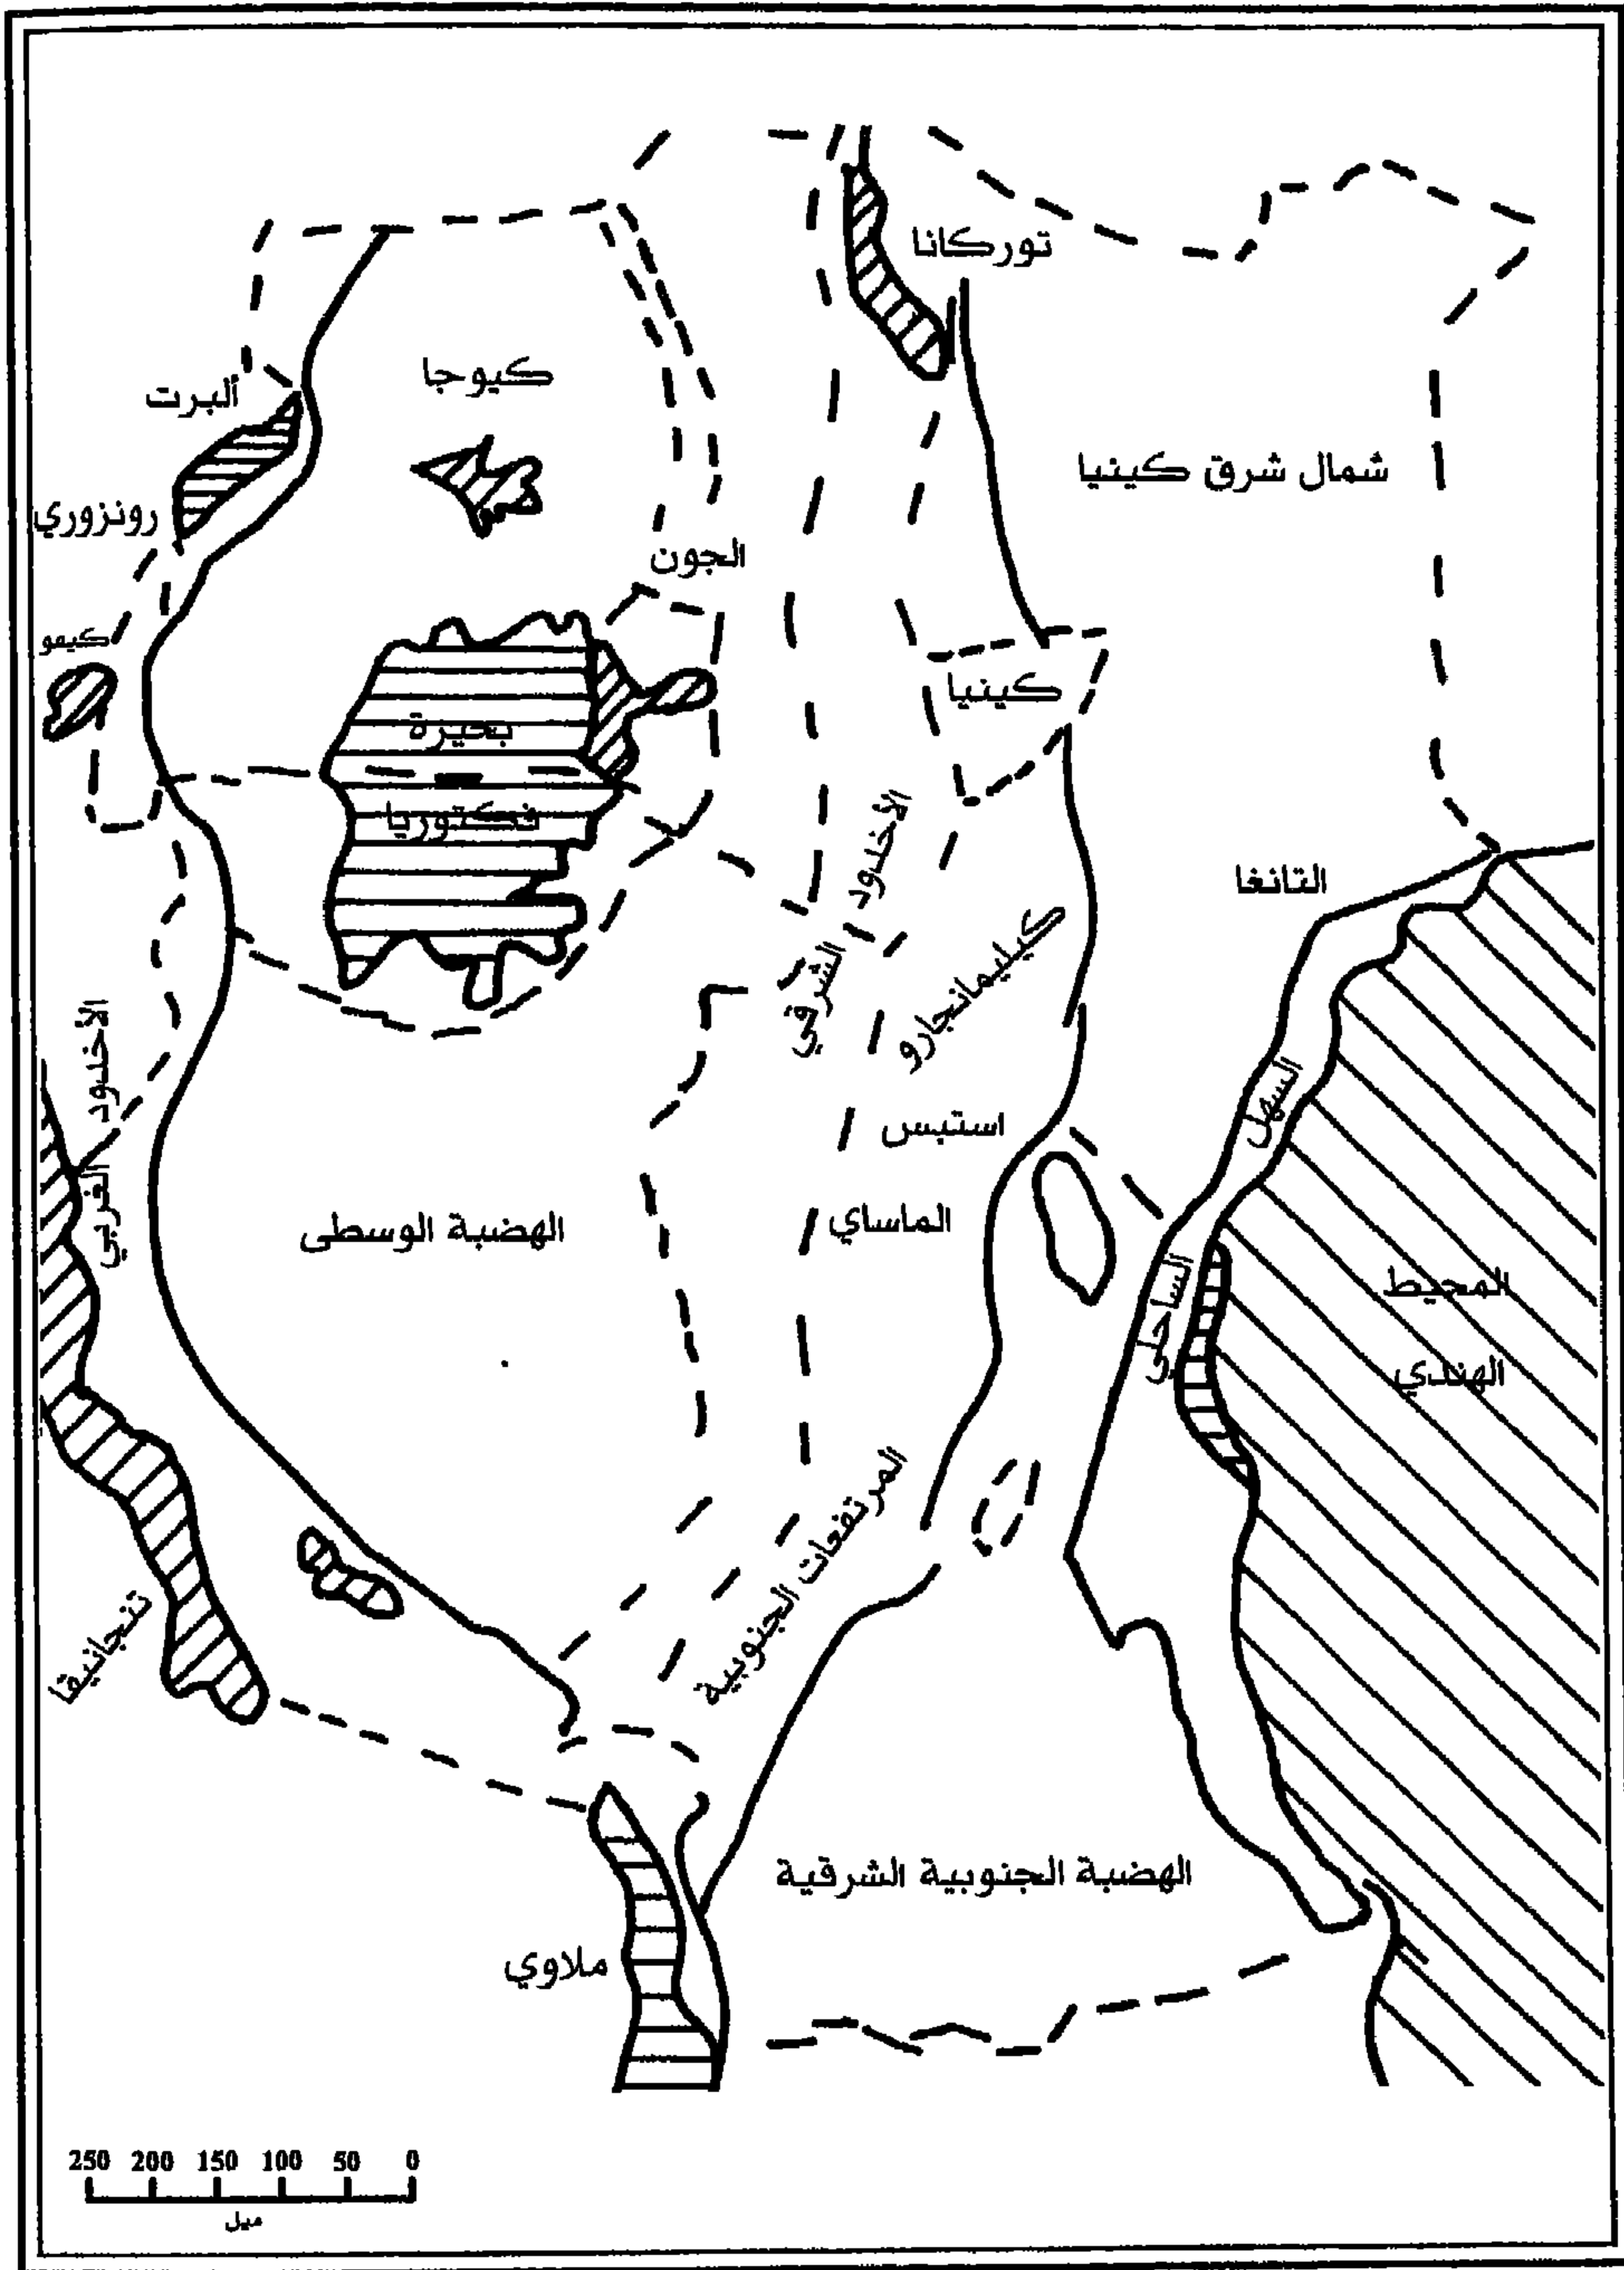 توركانا
كيوجا
ألبرت
شمال شرق كينيا
رونزوري
الجون
كيفو
كينيا
بحيرة
فكتوريا
التانغا
الأخدود
الشرقي
كيليمانجارو
السهل
الساحلي
الأخدود
الغربي
استبس
الماساي
الهضبة الوسطى
المحيط
الهندي
المرتفعات الجنوبية
تنجانيقا
الهضبة الجنوبية الشرقية
ملاوي
250 200 150 100 50 0
ميل